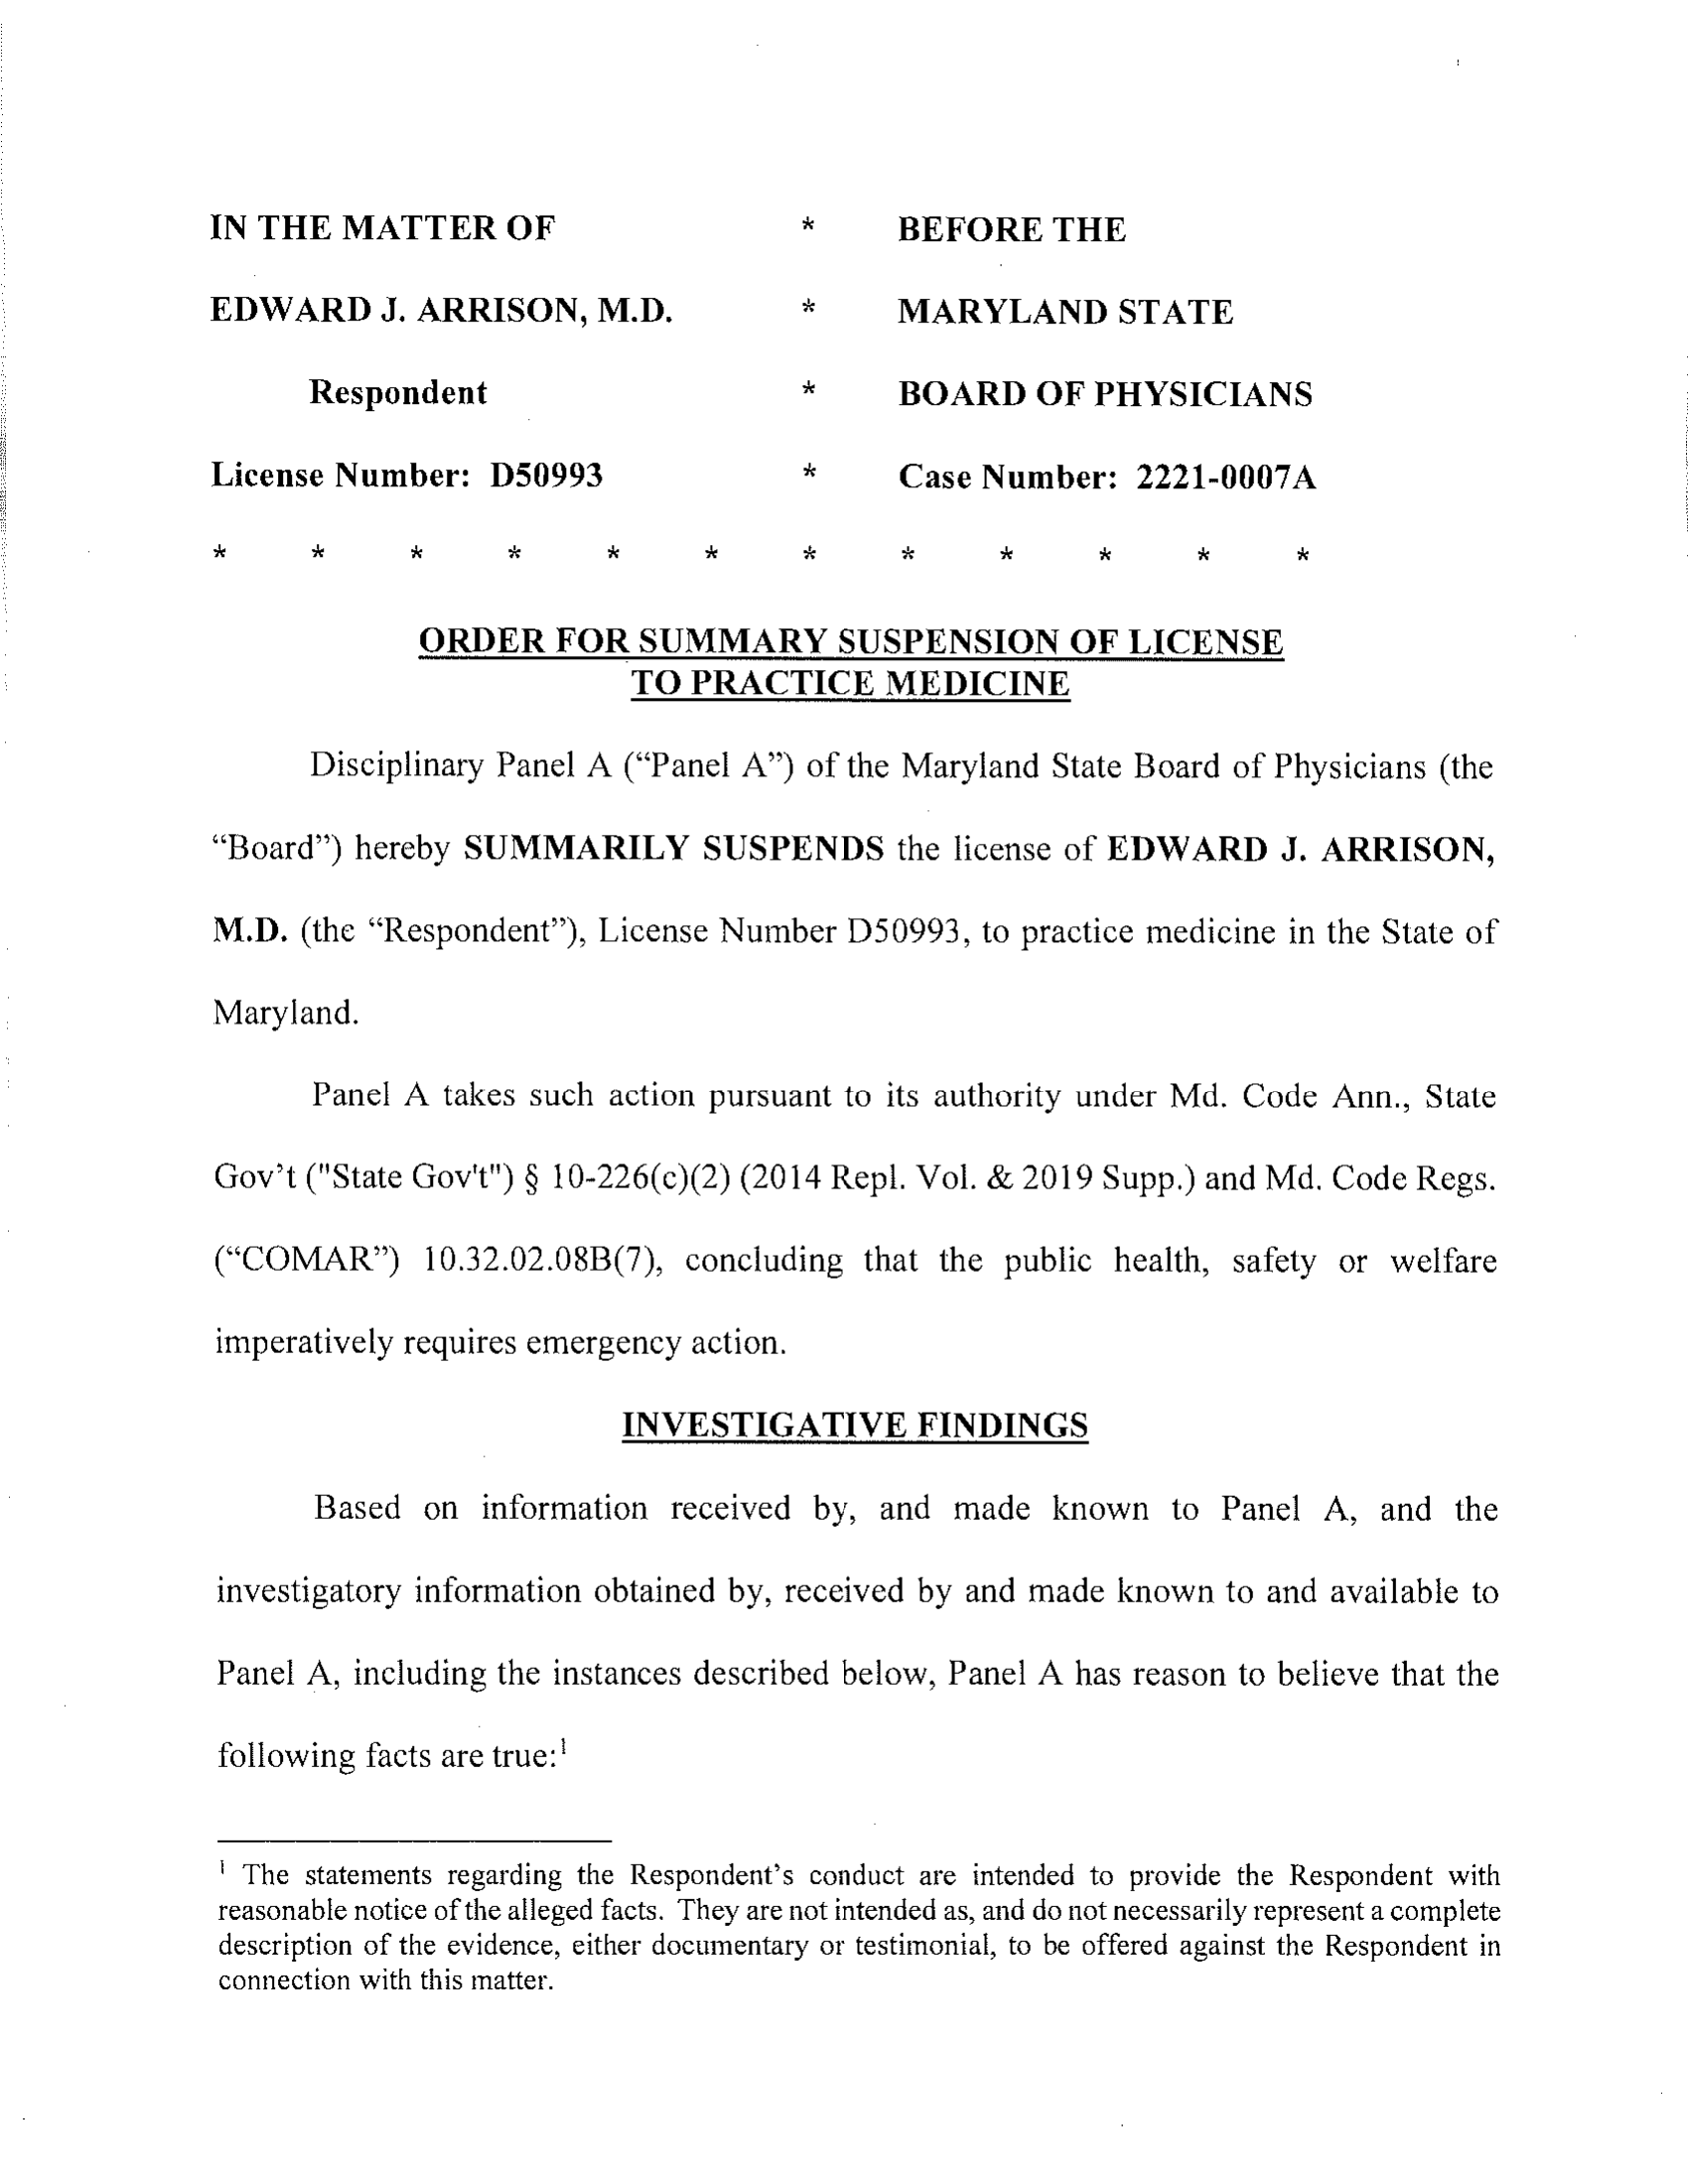 IN THE MATTER OF * BEFORE THE
EDWARD J. ARRISON, M.D. * MARYLAND STATE
Respondent * BOARD OF PHYSICIANS
License Number: D50993 * Case Number: 2221-0007A
* * * * * * * * * * * *
ORDER FOR SUMMARY SUSPENSION OF LICENSE
TO PRACTICE MEDICINE
Disciplinary Panel A (“Panel A”) of the Maryland State Board of Physicians (the
“Board”) hereby SUMMARILY SUSPENDS the license of EDWARD J. ARRISON,
M.D. (the “Respondent”), License Number D50993, to practice medicine in the State of
Maryland.
Panel A takes such action pursuant to its authority under Md. Code Ann., State
Gov’t ("State Gov't") § 10-226(c)(2) (2014 Repl. Vol. & 2019 Supp.) and Md. Code Regs.
(“COMAR”) 10.32.02.08B(7), concluding that the public health, safety or welfare
imperatively requires emergency action.
INVESTIGATIVE FINDINGS
Based on information received by, and made known to Panel A, and the
investigatory information obtained by, received by and made known to and available to
Panel A, including the instances described below, Panel A has reason to believe that the
following facts are true:¹
¹ The statements regarding the Respondent’s conduct are intended to provide the Respondent with
reasonable notice of the alleged facts. They are not intended as, and do not necessarily represent a complete
description of the evidence, either documentary or testimonial, to be offered against the Respondent in
connection with this matter.